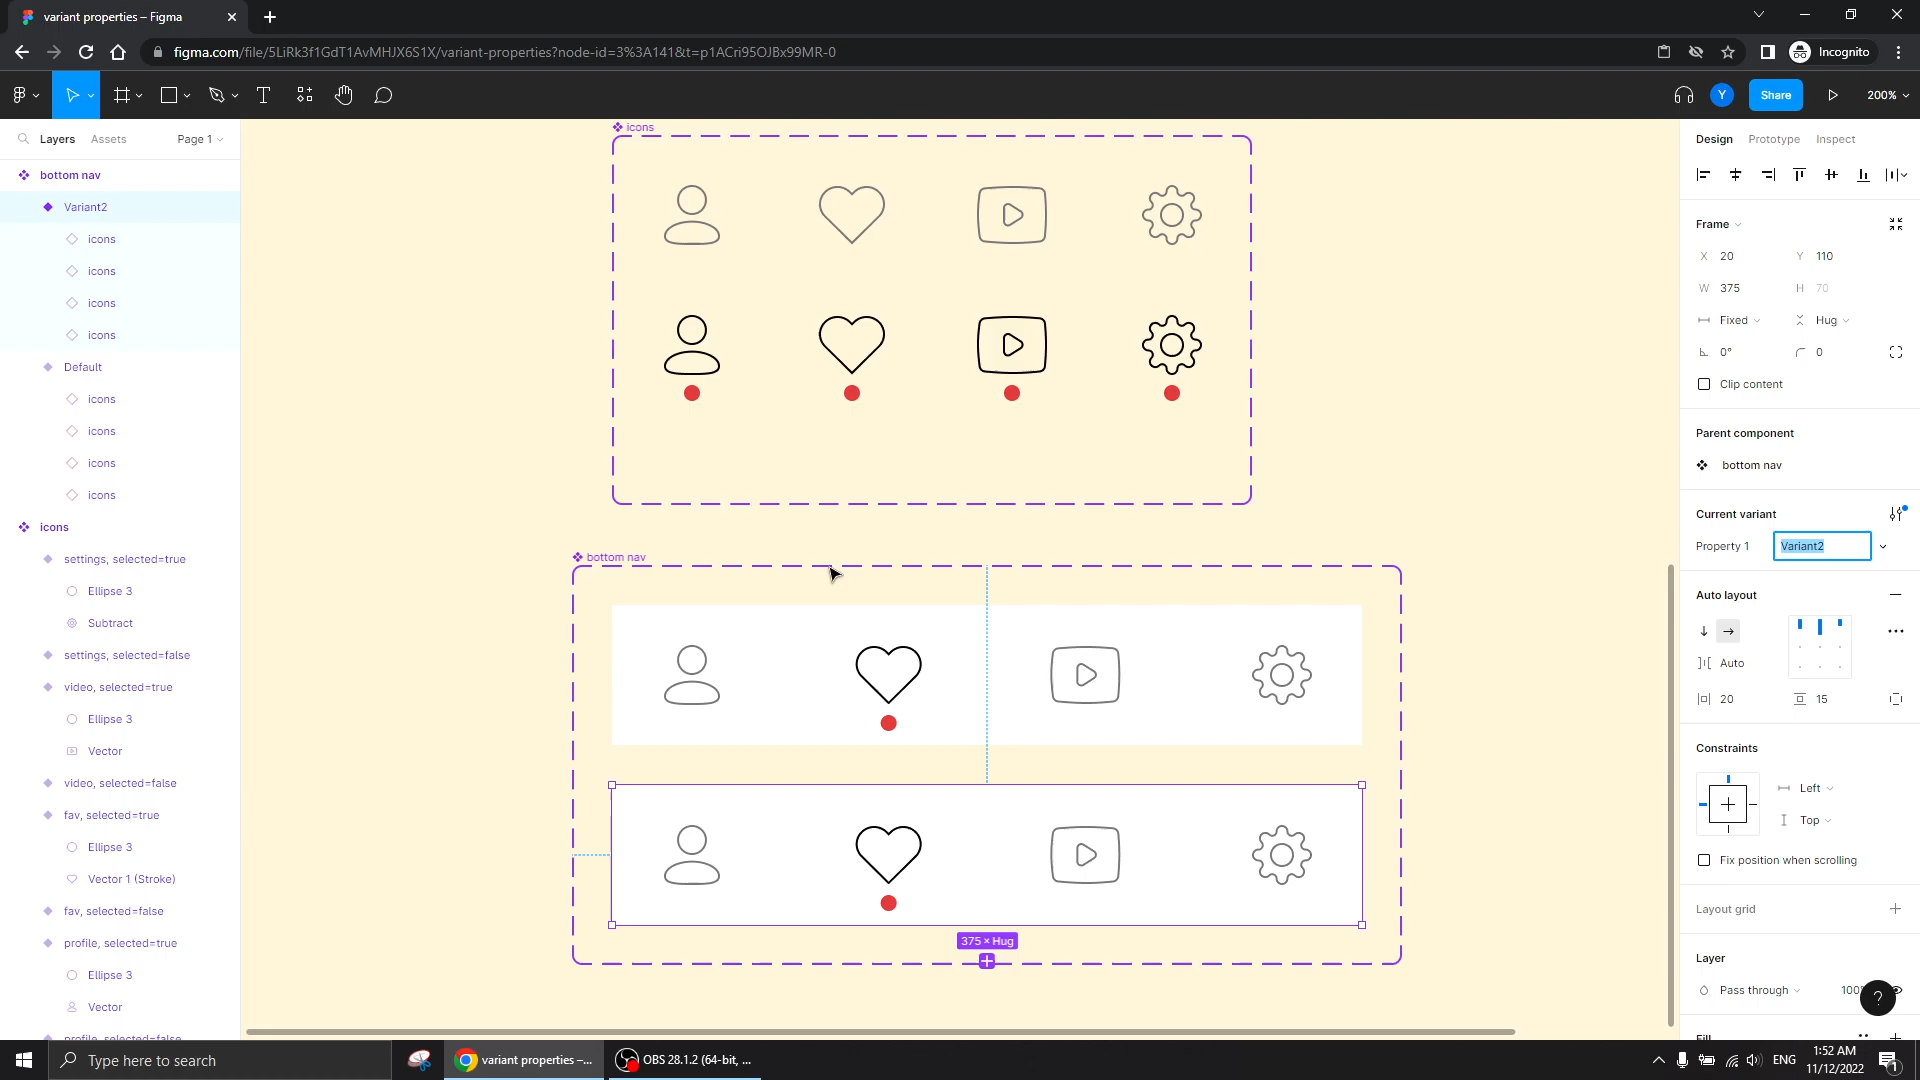 variant properties – Figma
figma.com/file/5LiRk3f1GdT1AvMHJX6S1X/variant-properties?node-id=3%3A141&t=p1ACri95OJBx99MR-0
Incognito
Y
Share
200%
Layers
Assets
Page 1
bottom nav
Variant2
icons
icons
icons
icons
Default
icons
icons
icons
icons
icons
settings, selected=true
Ellipse 3
Subtract
settings, selected=false
video, selected=true
Ellipse 3
Vector
video, selected=false
fav, selected=true
Ellipse 3
Vector 1 (Stroke)
fav, selected=false
profile, selected=true
Ellipse 3
Vector
profile, selected=false
icons
bottom nav
375 × Hug
Design
Prototype
Inspect
Frame
X 20
Y 110
W 375
H 70
Fixed
Hug
0°
0
Clip content
Parent component
bottom nav
Current variant
Property 1
Variant2
Auto layout
Auto
20
15
Constraints
Left
Top
Fix position when scrolling
Layout grid
Layer
Pass through
?
Fill
Type here to search
variant properties –...
OBS 28.1.2 (64-bit, ...
ENG
1:52 AM
11/12/2022
1